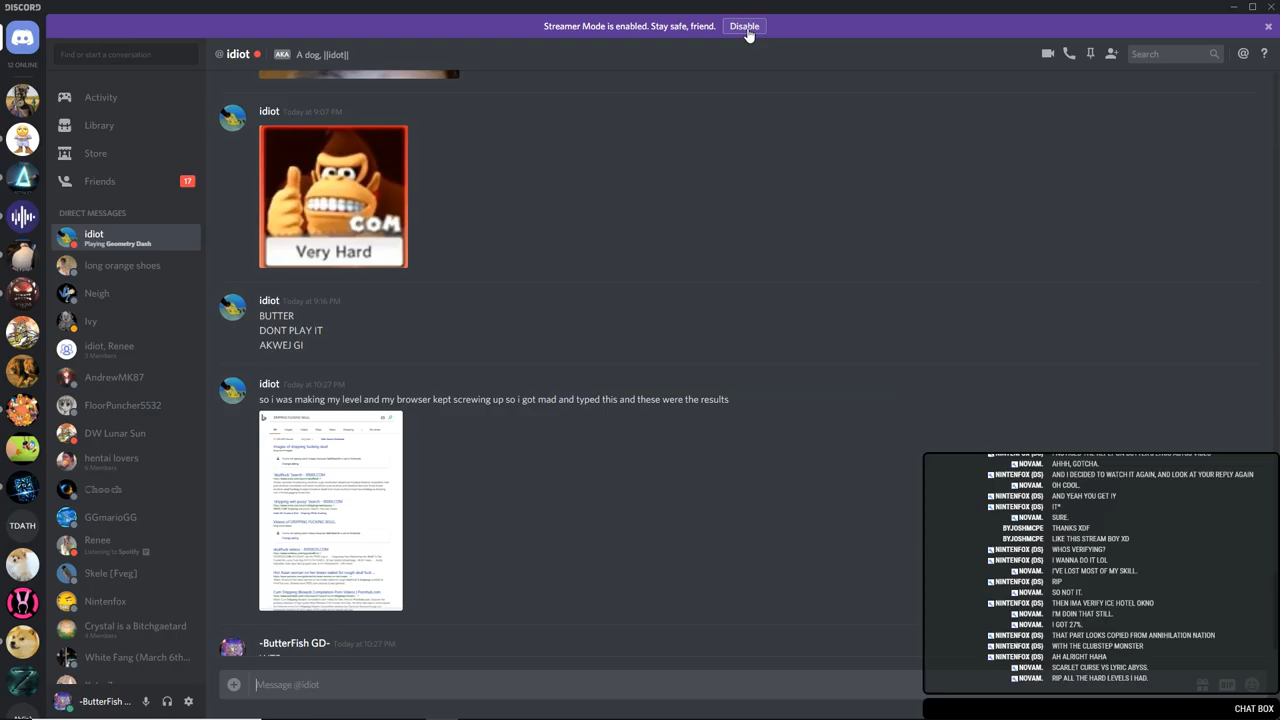 DISCORD
Streamer Mode is enabled. Stay safe, friend.
Disable
12 ONLINE
Find or start a conversation
@ idiot
AKA
A dog, ||idot||
Search
Activity
Library
Store
Friends
17
DIRECT MESSAGES
idiot
Playing Geometry Dash
long orange shoes
Neigh
Ivy
idiot, Renee
3 Members
AndrewMK87
FloorPuncher5532
DW Lunar Sun
hentai lovers
6 Members
Charles
GGorasGG
Renee
Listening to Spotify
Crystal is a Bitchgaetard
4 Members
White Fang (March 6th...
-ButterFish ...
idiot Today at 9:07 PM
COM
Very Hard
idiot Today at 9:16 PM
BUTTER
DONT PLAY IT
AKWEJ GI
idiot Today at 10:27 PM
so i was making my level and my browser kept screwing up so i got mad and typed this and these were the results
-ButterFish GD- Today at 10:27 PM
Message @idiot
NOVAM. AHHH, GOTCHA.
NINTENFOX (DS) AND I DECIDED TO WATCH IT AGAIN AND LOOK AT YOUR REPLY AGAIN
NOVAM. OH COOL.
NINTENFOX (DS) AND YEAH YOU GET IY
NINTENFOX (DS) IT*
NOVAM. SURE.
BY.JOSHMCPE THANKS XDF
BY.JOSHMCPE LIKE THIS STREAM BOY XD
NINTENFOX (DS) WHOS VERIFYING
NINTENFOX (DS) I WANNA VERIFY IT
NOVAM. I'VE LOST MOST OF MY SKILL.
NINTENFOX (DS) RIP
NOVAM. SO NOT IT.
NINTENFOX (DS) THEN IMA VERIFY ICE HOTEL OKNO
NOVAM. I'M DOIN THAT STILL.
NOVAM. I GOT 27%.
NINTENFOX (DS) THAT PART LOOKS COPIED FROM ANNIHILATION NATION
NINTENFOX (DS) WITH THE CLUBSTEP MONSTER
NINTENFOX (DS) AH ALRIGHT HAHA
NOVAM. SCARLET CURSE VS LYRIC ABYSS.
NOVAM. RIP ALL THE HARD LEVELS I HAD.
CHAT BOX